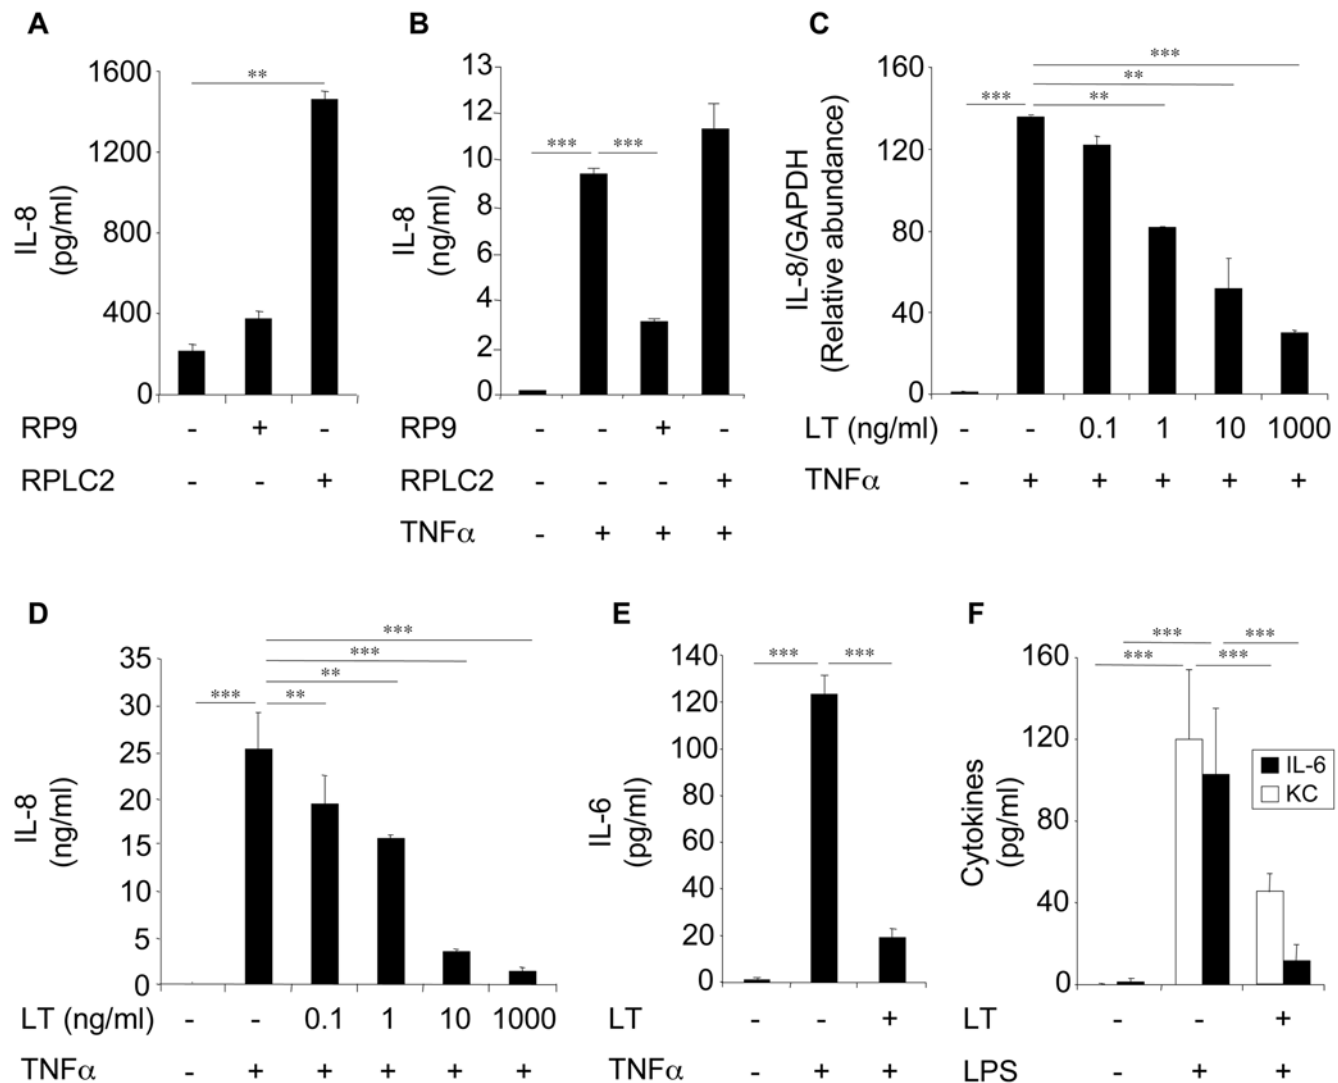 A
**
1600
1200
800
400
0
IL-8
(pg/ml)
RP9 - + -
RPLC2 - - +
B
13
12
10
8
6
4
2
0
*** ***
IL-8
(ng/ml)
RP9 - - + -
RPLC2 - - - +
TNFα - + + +
C
***
**
*** **
160
120
80
40
0
IL-8/GAPDH
(Relative abundance)
LT (ng/ml) - - 0.1 1 10 1000
TNFα - + + + + +
D
***
***
**
*** **
35
30
25
20
15
10
5
0
IL-8
(ng/ml)
LT (ng/ml) - - 0.1 1 10 1000
TNFα - + + + + +
E
*** ***
140
120
100
80
60
40
20
0
IL-6
(pg/ml)
LT - - +
TNFα - + +
F
*** ***
*** ***
160
120
80
40
0
Cytokines
(pg/ml)
IL-6
KC
LT - - +
LPS - + +